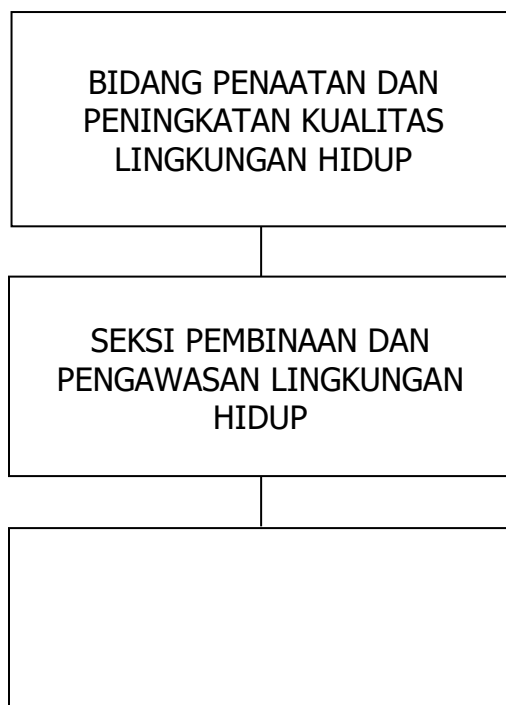 BIDANG PENAATAN DAN
PENINGKATAN KUALITAS
LINGKUNGAN HIDUP
SEKSI PEMBINAAN DAN
PENGAWASAN LINGKUNGAN
HIDUP